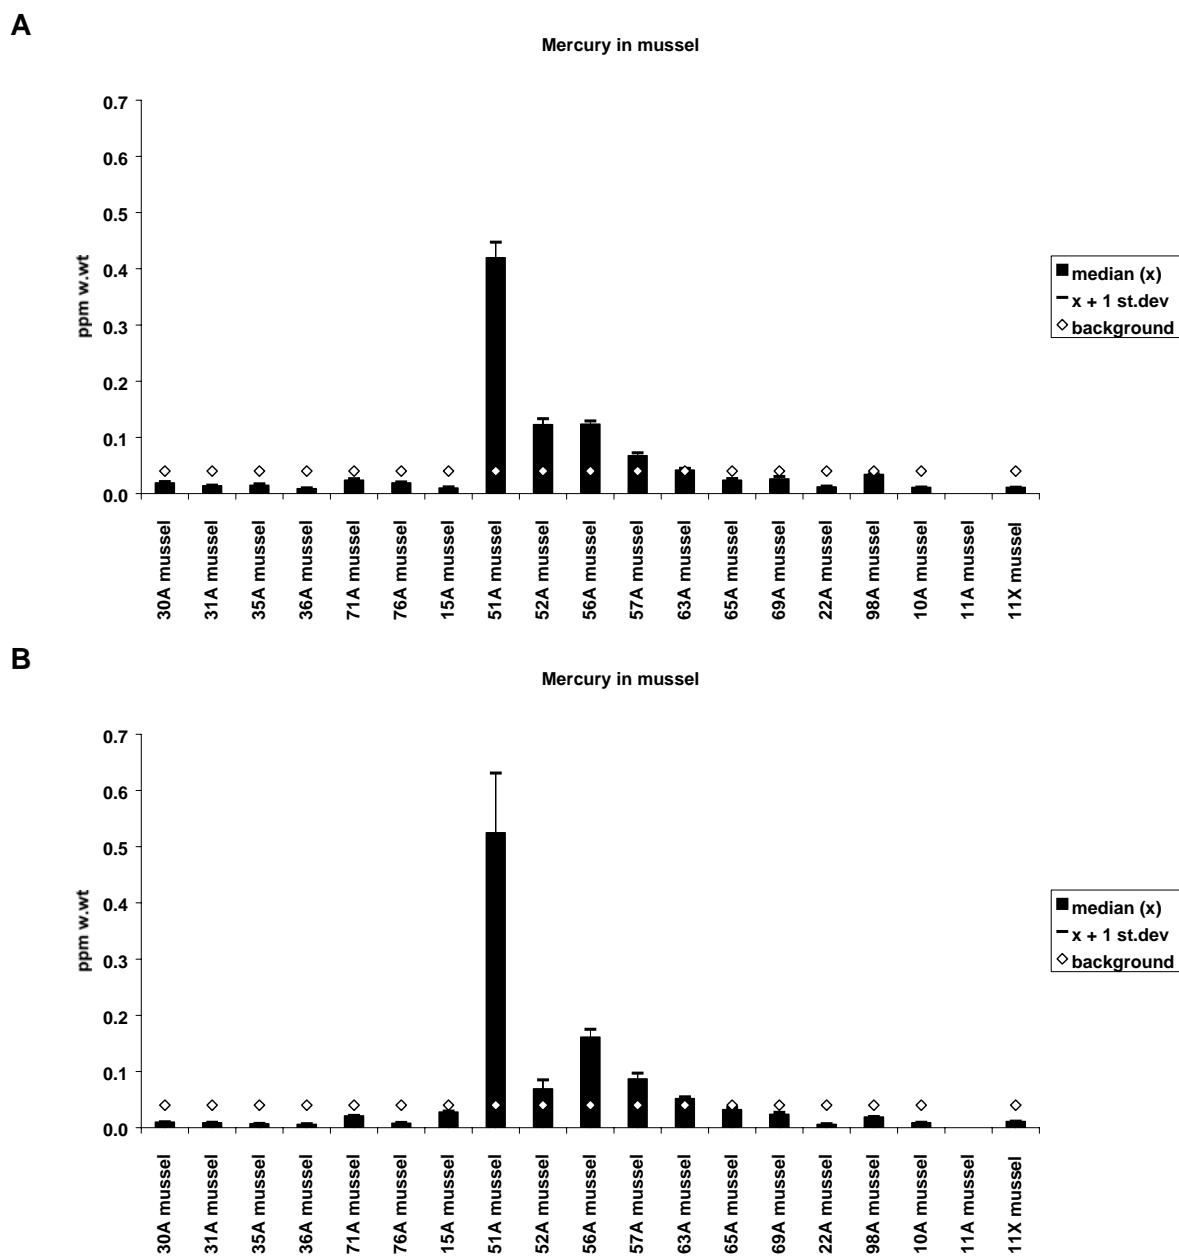 A
Mercury in mussel
0.7
0.6
0.5
0.4
0.3
0.2
0.1
0.0
ppm w.wt
median (x)
x + 1 st.dev
background
30A mussel
31A mussel
35A mussel
36A mussel
71A mussel
76A mussel
15A mussel
51A mussel
52A mussel
56A mussel
57A mussel
63A mussel
65A mussel
69A mussel
22A mussel
98A mussel
10A mussel
11A mussel
11X mussel
B
Mercury in mussel
0.7
0.6
0.5
0.4
0.3
0.2
0.1
0.0
ppm w.wt
median (x)
x + 1 st.dev
background
30A mussel
31A mussel
35A mussel
36A mussel
71A mussel
76A mussel
15A mussel
51A mussel
52A mussel
56A mussel
57A mussel
63A mussel
65A mussel
69A mussel
22A mussel
98A mussel
10A mussel
11A mussel
11X mussel